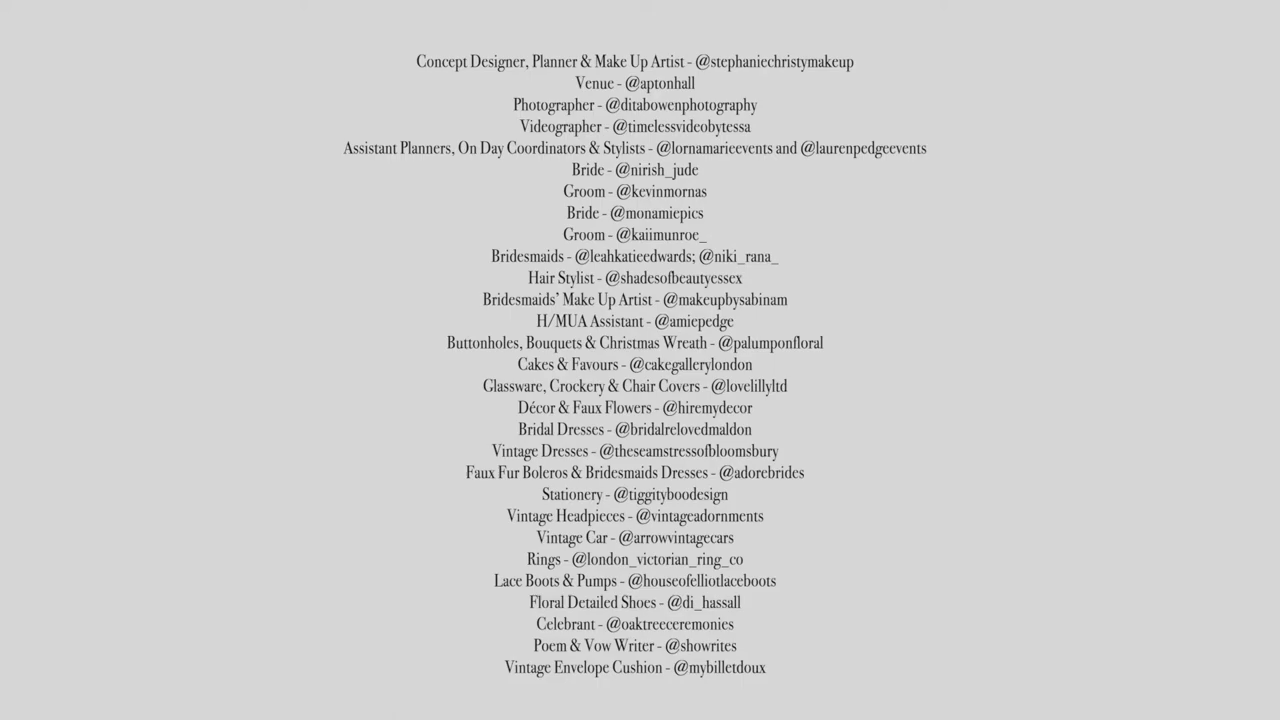 Concept Designer, Planner & Make Up Artist - @stephaniechristymakeup
Venue - @aptonhall
Photographer - @ditabowenphotography
Videographer - @timelessvideobytessa
Assistant Planners, On Day Coordinators & Stylists - @lornamarieevents and @laurenpedgeevents
Bride - @nirish_jude
Groom - @kevinmornas
Bride - @monamiepics
Groom - @kaiimunroe_
Bridesmaids - @leahkatieedwards; @niki_rana_
Hair Stylist - @shadesofbeautyessex
Bridesmaids’ Make Up Artist - @makeupbysabinam
H/MUA Assistant - @amiepedge
Buttonholes, Bouquets & Christmas Wreath - @palumponfloral
Cakes & Favours - @cakegallerylondon
Glassware, Crockery & Chair Covers - @lovelillyltd
Décor & Faux Flowers - @hiremydecor
Bridal Dresses - @bridalrelovedmaldon
Vintage Dresses - @theseamstressofbloomsbury
Faux Fur Boleros & Bridesmaids Dresses - @adorebrides
Stationery - @tiggityboodesign
Vintage Headpieces - @vintageadornments
Vintage Car - @arrowvintagecars
Rings - @london_victorian_ring_co
Lace Boots & Pumps - @houseofelliotlaceboots
Floral Detailed Shoes - @di_hassall
Celebrant - @oaktreeceremonies
Poem & Vow Writer - @showrites
Vintage Envelope Cushion - @mybilletdoux